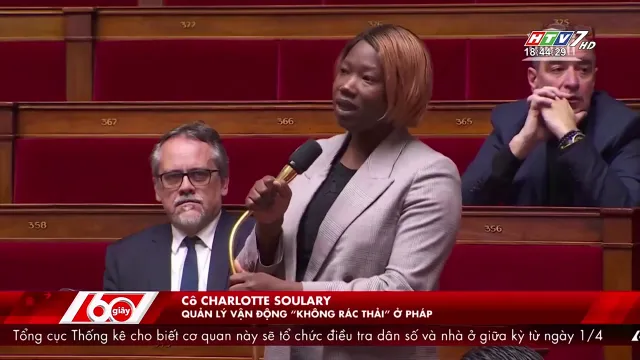 377
325
HTV7 HD
18:44:29
367
366
365
358
356
60 giây
Cô CHARLOTTE SOULARY
QUẢN LÝ VẬN ĐỘNG “KHÔNG RÁC THẢI” Ở PHÁP
Tổng cục Thống kê cho biết cơ quan này sẽ tổ chức điều tra dân số và nhà ở giữa kỳ từ ngày 1/4